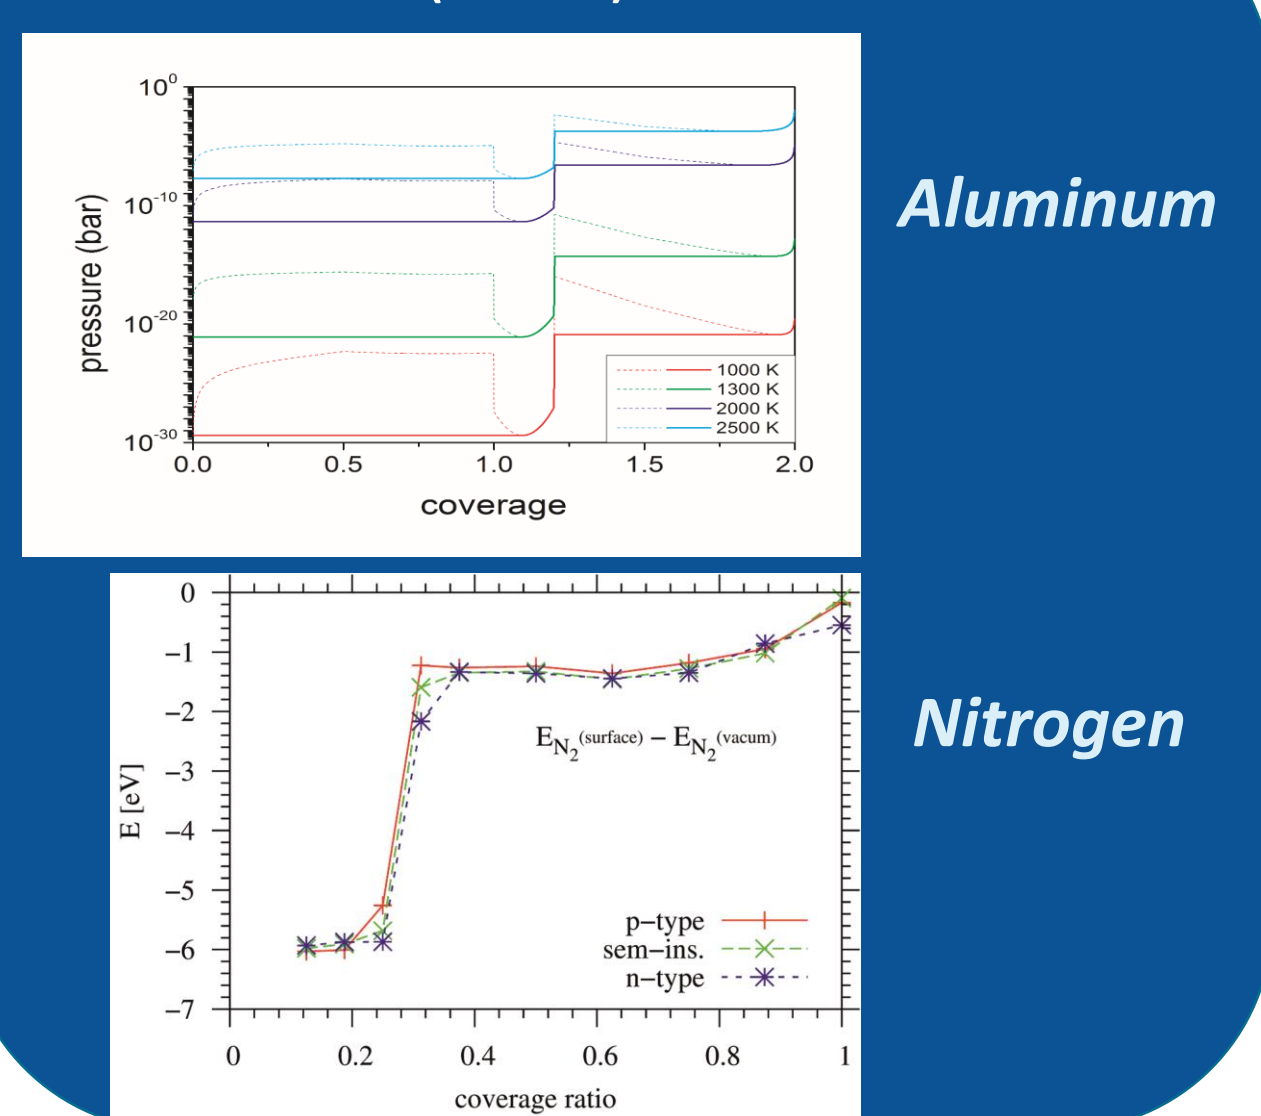 10⁰
10⁻¹⁰
10⁻²⁰
10⁻³⁰
pressure (bar)
0.0 0.5 1.0 1.5 2.0
coverage
1000 K
1300 K
2000 K
2500 K
Aluminum
0
−1
−2
−3
−4
−5
−6
−7
E [eV]
E_N₂(surface) − E_N₂(vacum)
p−type
sem−ins.
n−type
0 0.2 0.4 0.6 0.8 1
coverage ratio
Nitrogen